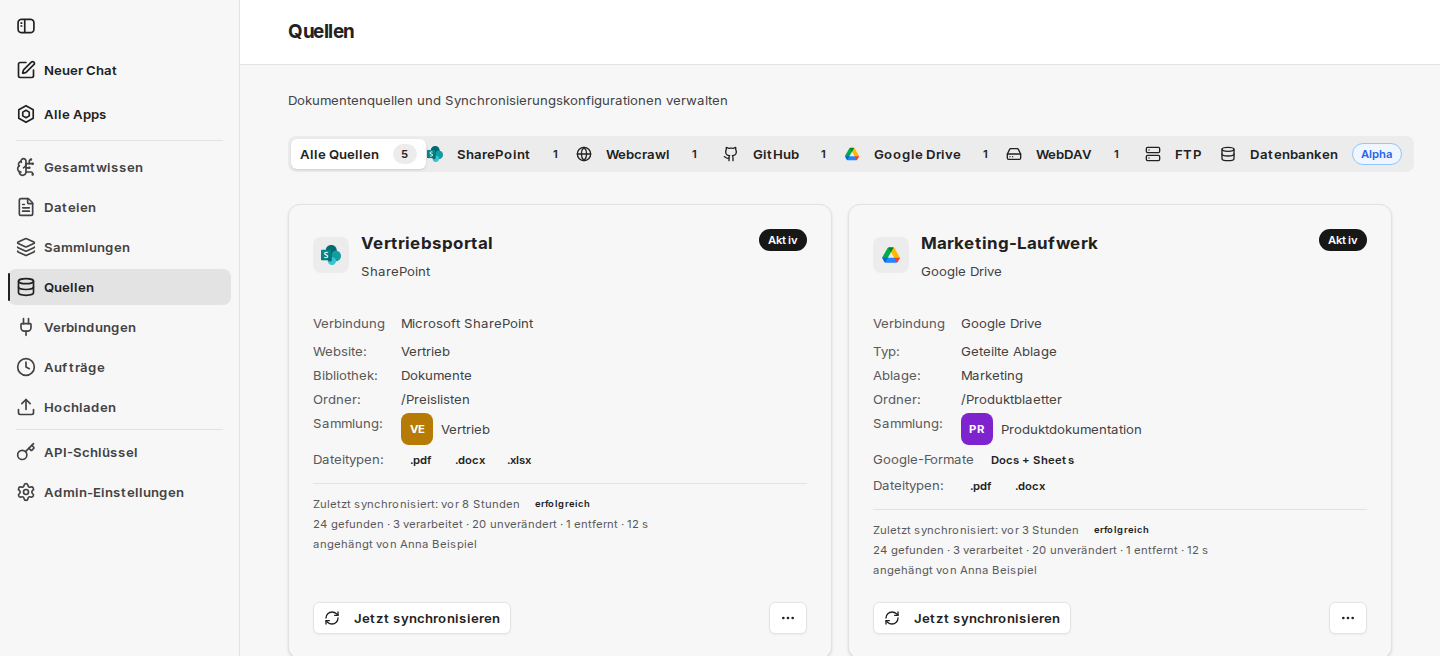 Quellen
Neuer Chat
Alle Apps
Gesamtwissen
Dateien
Sammlungen
Quellen
Verbindungen
Aufträge
Hochladen
API-Schlüssel
Admin-Einstellungen
Dokumentenquellen und Synchronisierungskonfigurationen verwalten
Alle Quellen 5 SharePoint 1 Webcrawl 1 GitHub 1 Google Drive 1 WebDAV 1 FTP Datenbanken Alpha
Vertriebsportal Aktiv
SharePoint
Verbindung Microsoft SharePoint
Website: Vertrieb
Bibliothek: Dokumente
Ordner: /Preislisten
Sammlung: VE Vertrieb
Dateitypen: .pdf .docx .xlsx
Zuletzt synchronisiert: vor 8 Stunden erfolgreich
24 gefunden · 3 verarbeitet · 20 unverändert · 1 entfernt · 12 s
angehängt von Anna Beispiel
Jetzt synchronisieren
Marketing-Laufwerk Aktiv
Google Drive
Verbindung Google Drive
Typ: Geteilte Ablage
Ablage: Marketing
Ordner: /Produktblaetter
Sammlung: PR Produktdokumentation
Google-Formate Docs + Sheets
Dateitypen: .pdf .docx
Zuletzt synchronisiert: vor 3 Stunden erfolgreich
24 gefunden · 3 verarbeitet · 20 unverändert · 1 entfernt · 12 s
angehängt von Anna Beispiel
Jetzt synchronisieren